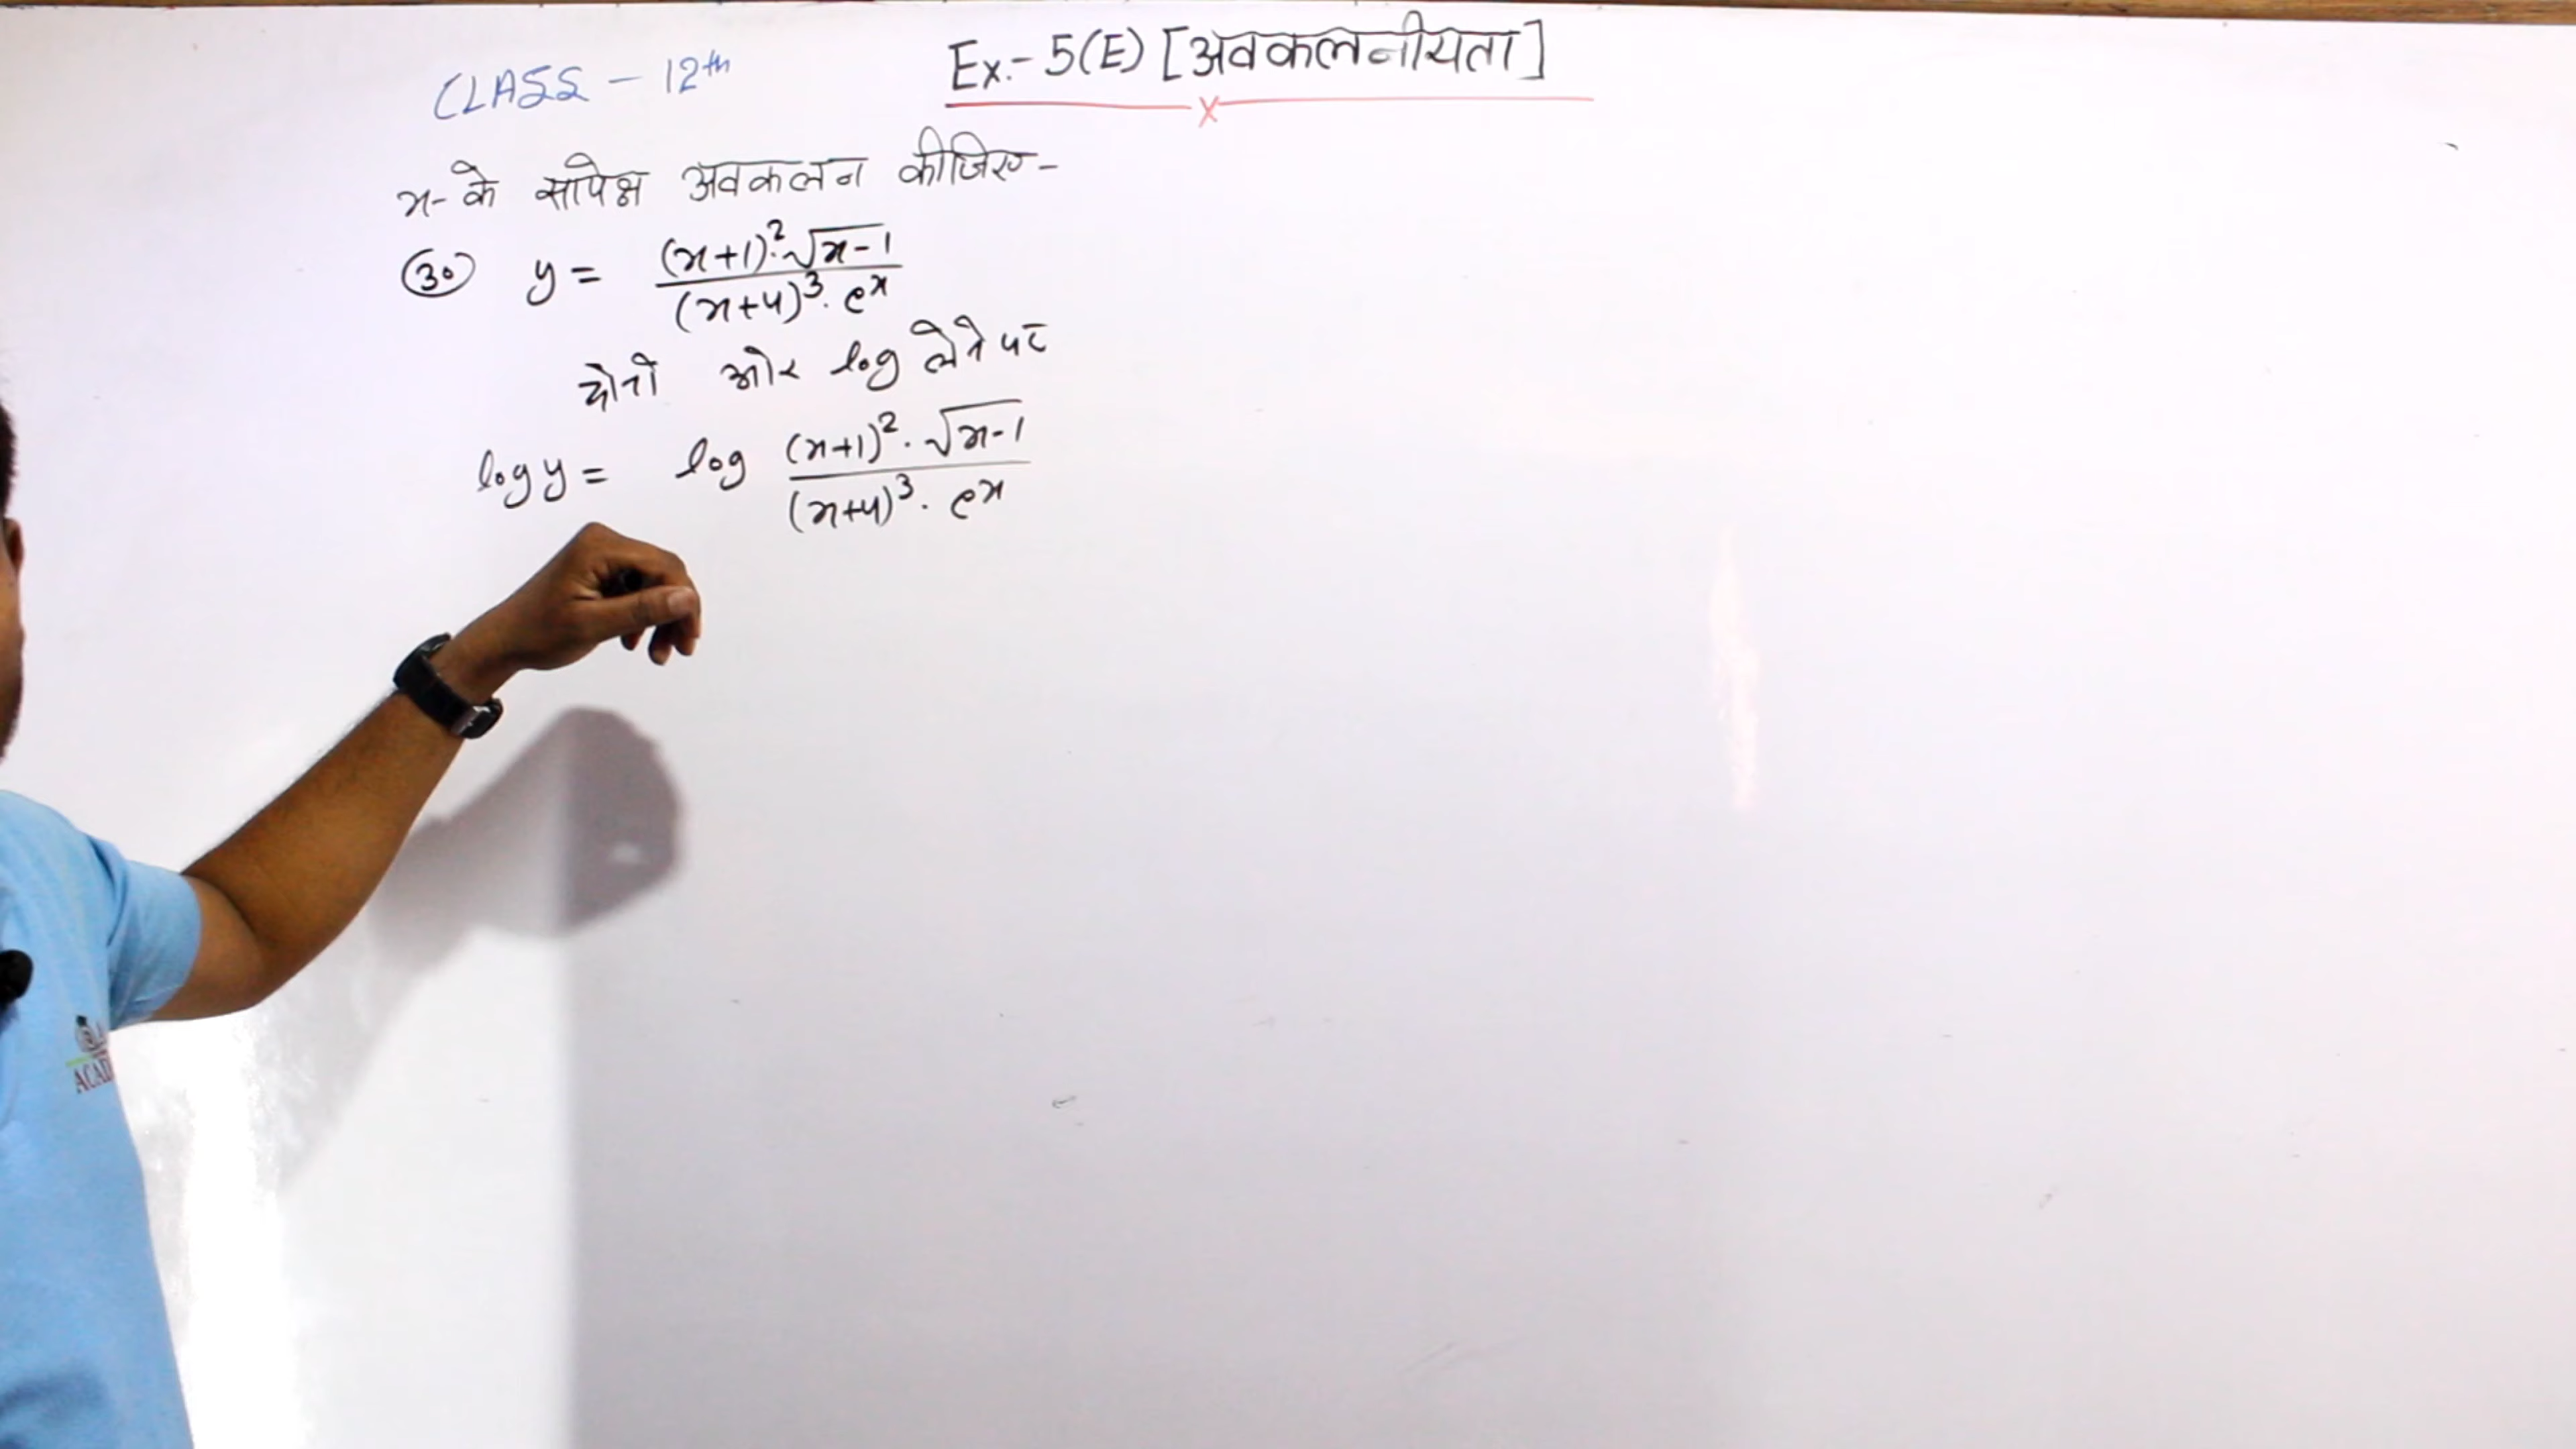 CLASS - 12th
Ex.- 5(E) [अवकलनीयता]
x
x- के सापेक्ष अवकलन कीजिए-
(30) y = (x+1)².√x-1 / (x+4)³. eˣ
दोनों ओर log लेने पर
log y = log (x+1)² . √x-1 / (x+4)³ . eˣ